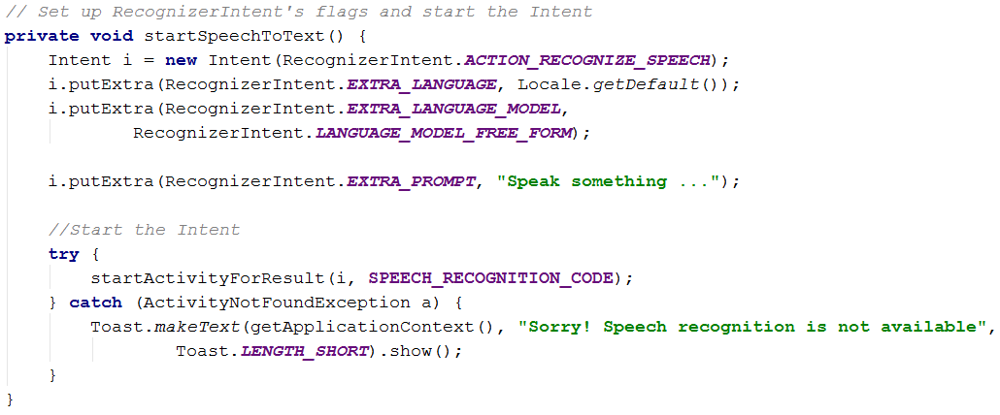 // Set up RecognizerIntent's flags and start the Intent
private void startSpeechToText() {
    Intent i = new Intent(RecognizerIntent.ACTION_RECOGNIZE_SPEECH);
    i.putExtra(RecognizerIntent.EXTRA_LANGUAGE, Locale.getDefault());
    i.putExtra(RecognizerIntent.EXTRA_LANGUAGE_MODEL,
            RecognizerIntent.LANGUAGE_MODEL_FREE_FORM);

    i.putExtra(RecognizerIntent.EXTRA_PROMPT, "Speak something ...");

    //Start the Intent
    try {
        startActivityForResult(i, SPEECH_RECOGNITION_CODE);
    } catch (ActivityNotFoundException a) {
        Toast.makeText(getApplicationContext(), "Sorry! Speech recognition is not available",
                Toast.LENGTH_SHORT).show();
    }
}